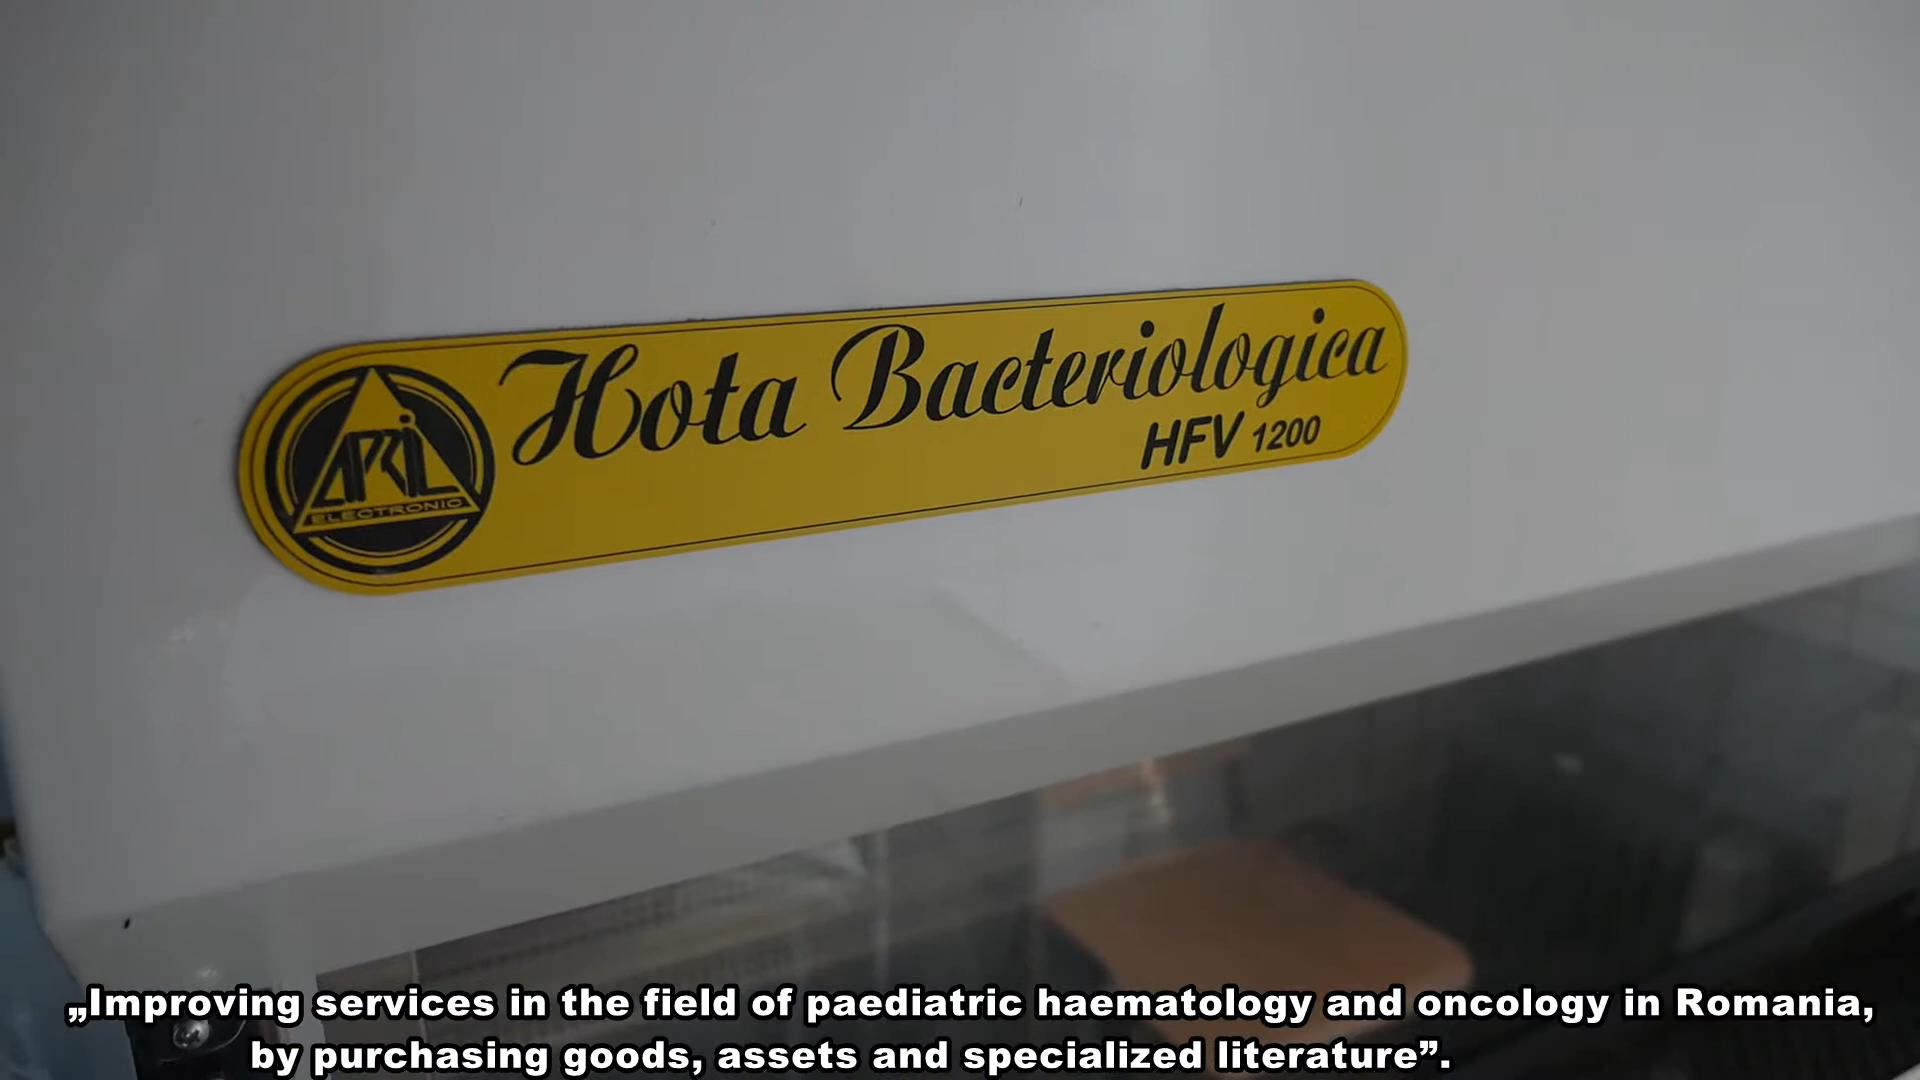 Hota Bacteriologica
HFV 1200
APRIL
ELECTRONIC
„Improving services in the field of paediatric haematology and oncology in Romania,
by purchasing goods, assets and specialized literature”.